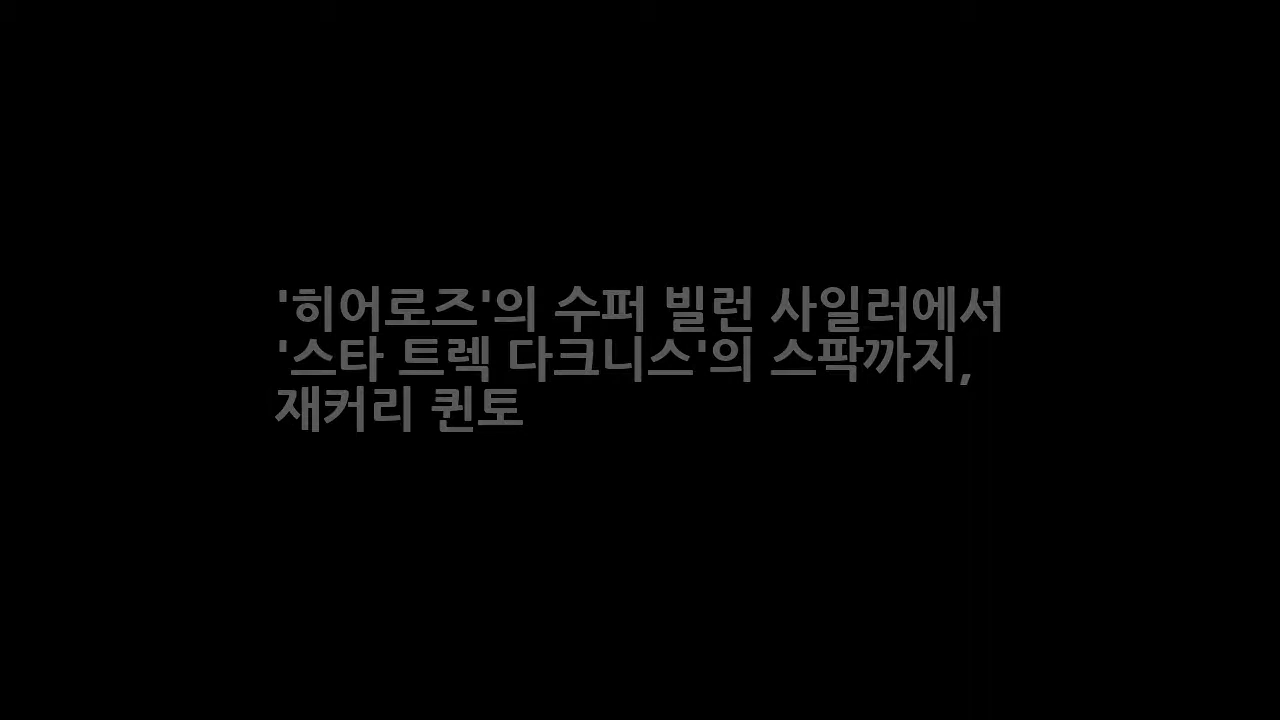 '히어로즈'의 수퍼 빌런 사일러에서
'스타 트렉 다크니스'의 스팍까지,
재커리 퀸토